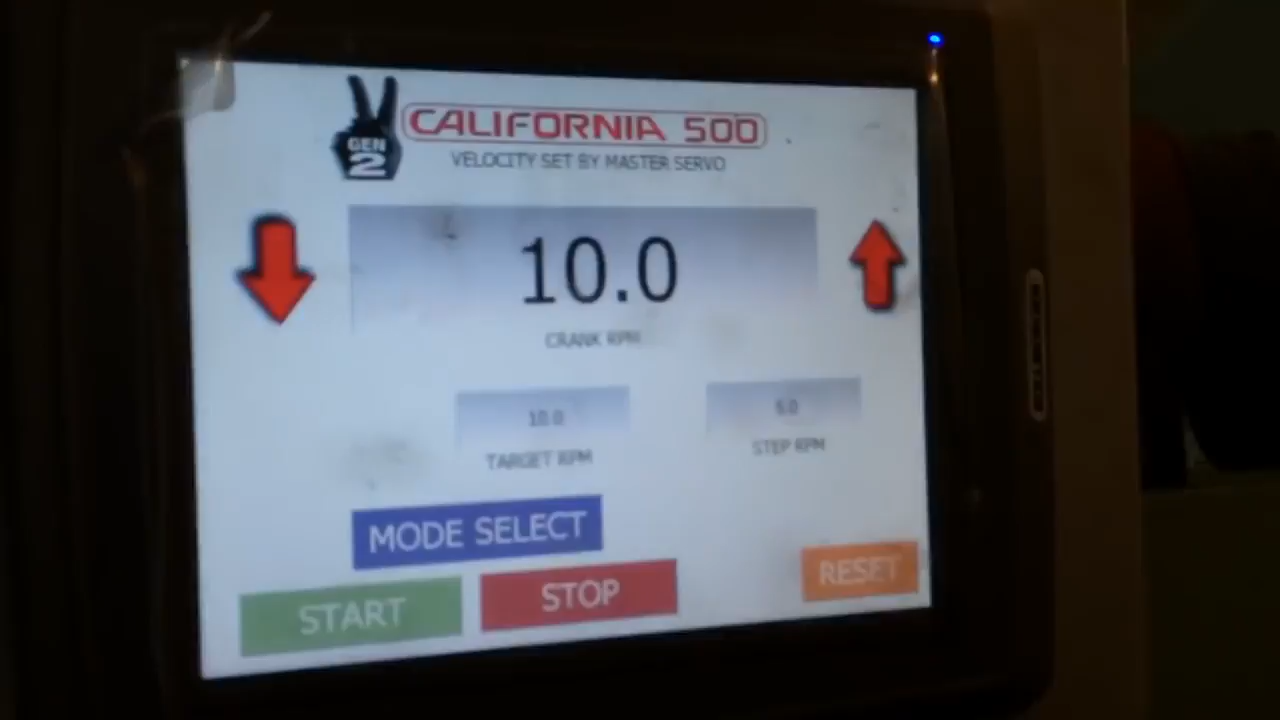 GEN
2
CALIFORNIA 500
VELOCITY SET BY MASTER SERVO
10.0
CRANK RPM
10.0
TARGET RPM
5.0
STEP RPM
MODE SELECT
START
STOP
RESET